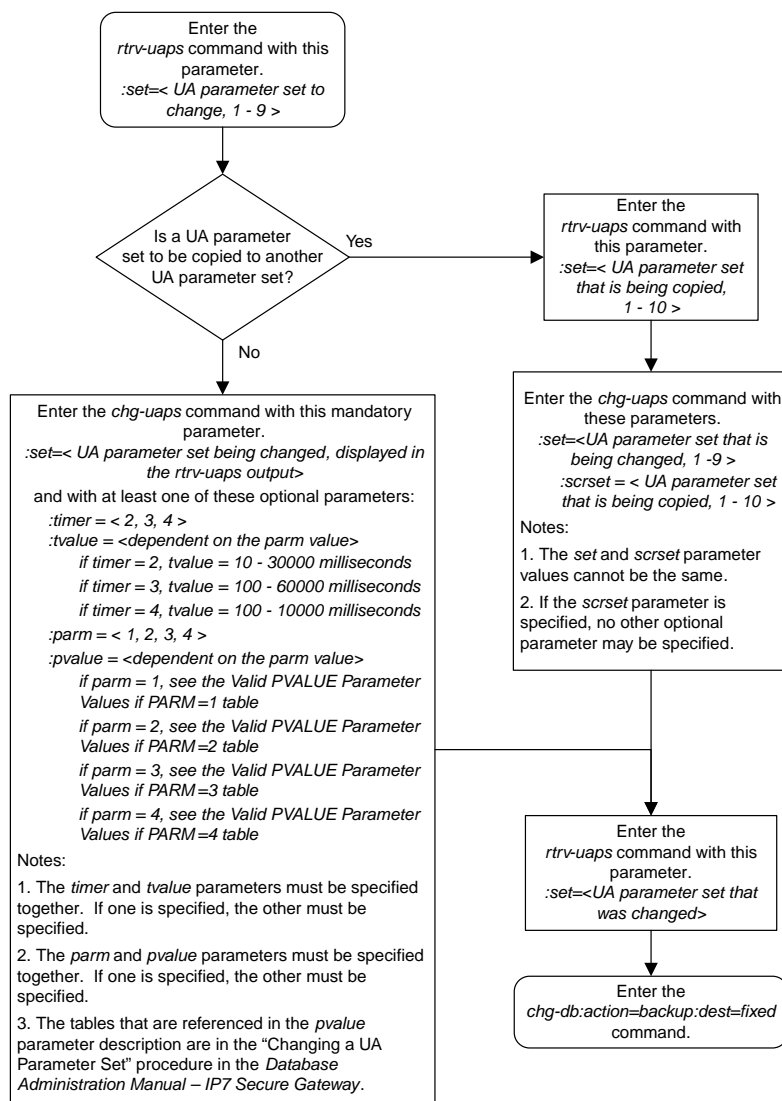 Enter the
rtrv-uaps command with this
parameter.
:set=< UA parameter set to
change, 1 - 9 >
Is a UA parameter
set to be copied to another
UA parameter set?
Yes
No
Enter the
rtrv-uaps command with
this parameter.
:set=< UA parameter set
that is being copied,
1 - 10 >
Enter the chg-uaps command with
these parameters.
:set=<UA parameter set that is
being changed, 1 -9 >
:scrset = < UA parameter set
that is being copied, 1 - 10 >
Notes:
1. The set and scrset parameter
values cannot be the same.
2. If the scrset parameter is
specified, no other optional
parameter may be specified.
Enter the chg-uaps command with this mandatory
parameter.
:set=< UA parameter set being changed, displayed in
the rtrv-uaps output>
and with at least one of these optional parameters:
:timer = < 2, 3, 4 >
:tvalue = <dependent on the parm value>
if timer = 2, tvalue = 10 - 30000 milliseconds
if timer = 3, tvalue = 100 - 60000 milliseconds
if timer = 4, tvalue = 100 - 10000 milliseconds
:parm = < 1, 2, 3, 4 >
:pvalue = <dependent on the parm value>
if parm = 1, see the Valid PVALUE Parameter
Values if PARM=1 table
if parm = 2, see the Valid PVALUE Parameter
Values if PARM=2 table
if parm = 3, see the Valid PVALUE Parameter
Values if PARM=3 table
if parm = 4, see the Valid PVALUE Parameter
Values if PARM=4 table
Notes:
1. The timer and tvalue parameters must be specified
together.  If one is specified, the other must be
specified.
2. The parm and pvalue parameters must be specified
together.  If one is specified, the other must be
specified.
3. The tables that are referenced in the pvalue
parameter description are in the “Changing a UA
Parameter Set” procedure in the Database
Administration Manual – IP7 Secure Gateway.
Enter the
rtrv-uaps command with this
parameter.
:set=<UA parameter set that
was changed>
Enter the
chg-db:action=backup:dest=fixed
command.